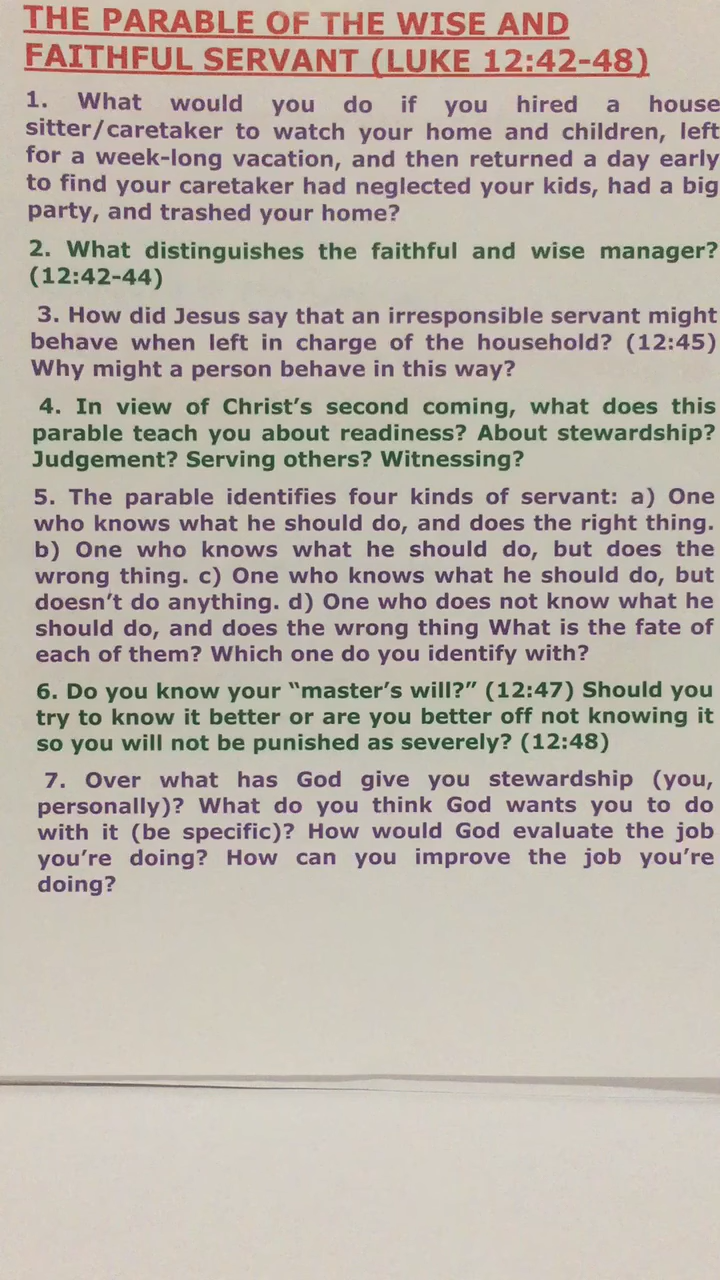 THE PARABLE OF THE WISE AND
FAITHFUL SERVANT (LUKE 12:42-48)
1. What would you do if you hired a house
sitter/caretaker to watch your home and children, left
for a week-long vacation, and then returned a day early
to find your caretaker had neglected your kids, had a big
party, and trashed your home?
2. What distinguishes the faithful and wise manager?
(12:42-44)
3. How did Jesus say that an irresponsible servant might
behave when left in charge of the household? (12:45)
Why might a person behave in this way?
4. In view of Christ's second coming, what does this
parable teach you about readiness? About stewardship?
Judgement? Serving others? Witnessing?
5. The parable identifies four kinds of servant: a) One
who knows what he should do, and does the right thing.
b) One who knows what he should do, but does the
wrong thing. c) One who knows what he should do, but
doesn't do anything. d) One who does not know what he
should do, and does the wrong thing What is the fate of
each of them? Which one do you identify with?
6. Do you know your "master's will?" (12:47) Should you
try to know it better or are you better off not knowing it
so you will not be punished as severely? (12:48)
7. Over what has God give you stewardship (you,
personally)? What do you think God wants you to do
with it (be specific)? How would God evaluate the job
you're doing? How can you improve the job you're
doing?